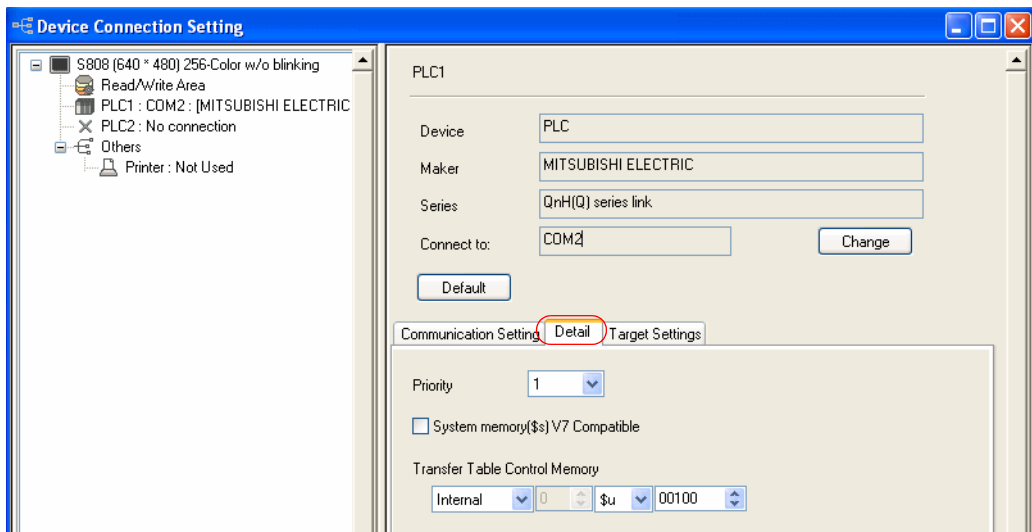 Device Connection Setting
S808 (640 * 480) 256-Color w/o blinking
Read/Write Area
PLC1 : COM2 : [MITSUBISHI ELECTRIC
PLC2 : No connection
Others
Printer : Not Used
PLC1
Device PLC
Maker MITSUBISHI ELECTRIC
Series QnH(Q) series link
Connect to: COM2 Change
Default
Communication Setting Detail Target Settings
Priority 1
System memory($s) V7 Compatible
Transfer Table Control Memory
Internal 0 $u 00100